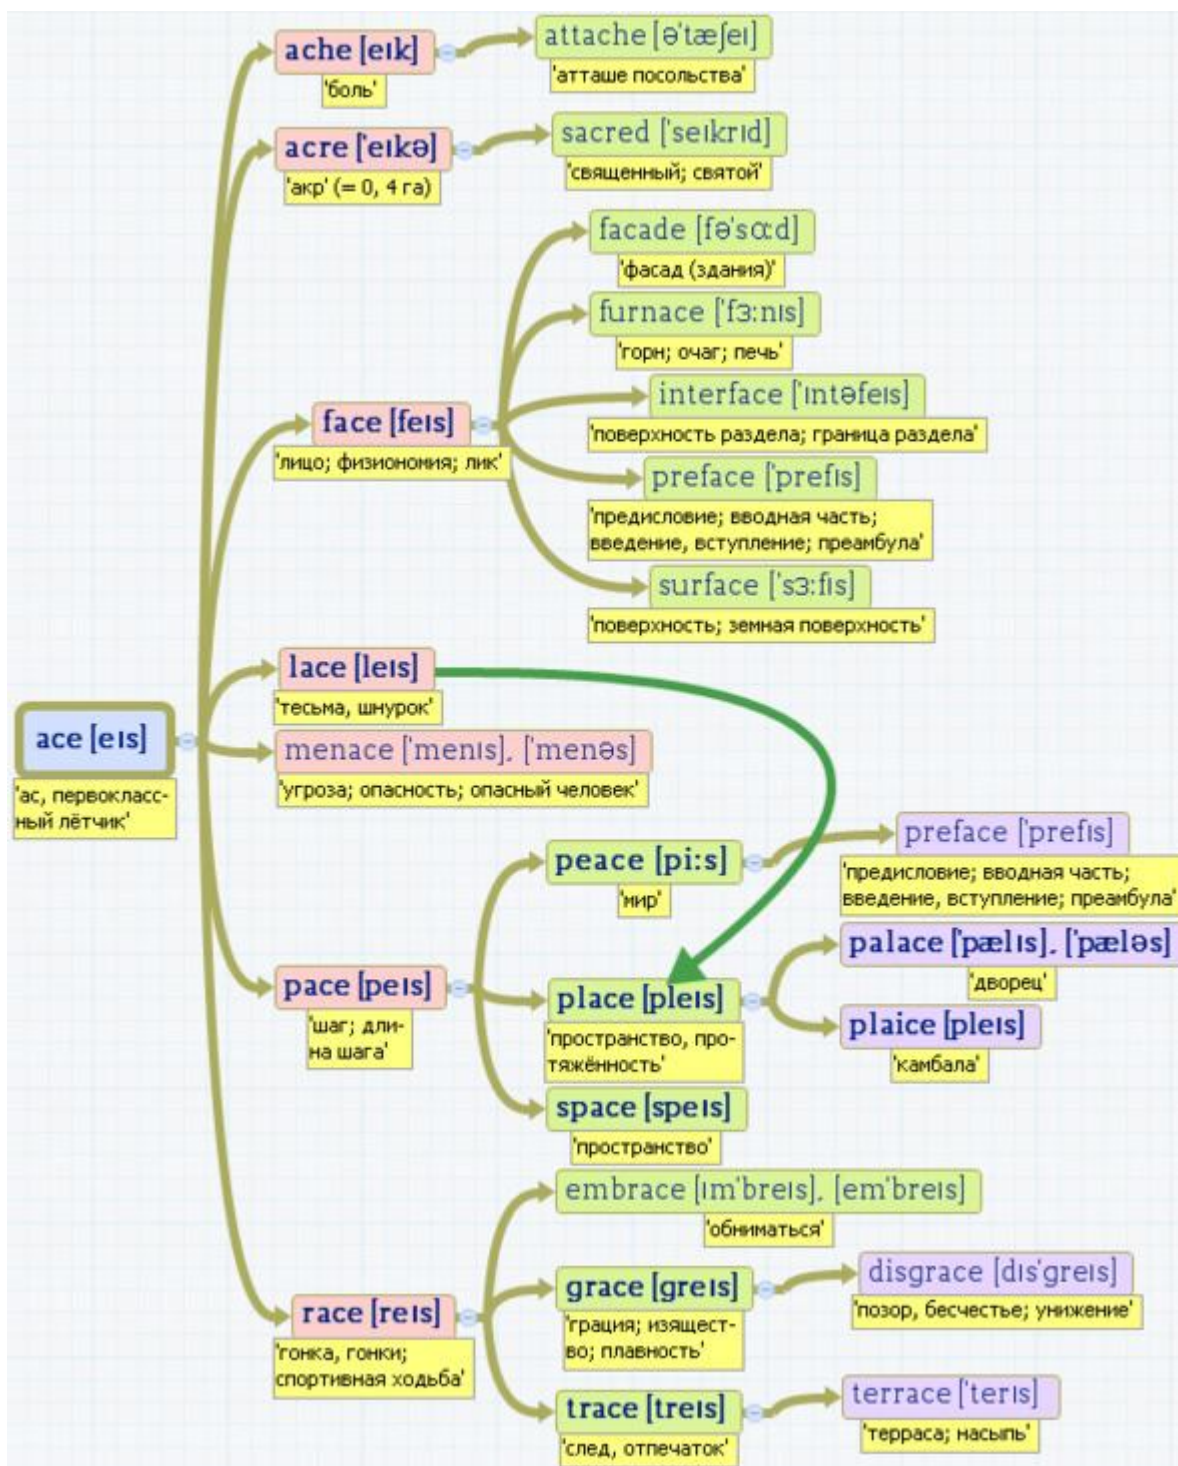 ache [eɪk]
'боль'
attache [ə'tæʃeɪ]
'атташе посольства'
acre ['eɪkə]
'акр' (= 0, 4 га)
sacred ['seɪkrɪd]
'священный; святой'
facade [fə'sɑd]
'фасад (здания)'
furnace ['fɜ:nɪs]
'горн; очаг; печь'
face [feɪs]
'лицо; физиономия; лик'
interface ['ɪntəfeɪs]
'поверхность раздела; граница раздела'
preface ['prefɪs]
'предисловие; вводная часть;
введение, вступление; преамбула'
surface ['sɜ:fɪs]
'поверхность; земная поверхность'
lace [leɪs]
'тесьма, шнурок'
ace [eɪs]
'ас, первокласс-
ный лётчик'
menace ['menɪs], ['menəs]
'угроза; опасность; опасный человек'
pace [peɪs]
'шаг; дли-
на шага'
peace [pi:s]
'мир'
preface ['prefɪs]
'предисловие; вводная часть;
введение, вступление; преамбула'
place [pleɪs]
'пространство, про-
тяжённость'
palace ['pælɪs], ['pæləs]
'дворец'
plaice [pleɪs]
'камбала'
space [speɪs]
'пространство'
race [reɪs]
'гонка, гонки;
спортивная ходьба'
embrace [ɪm'breɪs], [em'breɪs]
'обниматься'
grace [greɪs]
'грация; изящест-
во; плавность'
disgrace [dɪs'greɪs]
'позор, бесчестье; унижение'
trace [treɪs]
'след, отпечаток'
terrace ['terɪs]
'терраса; насыпь'